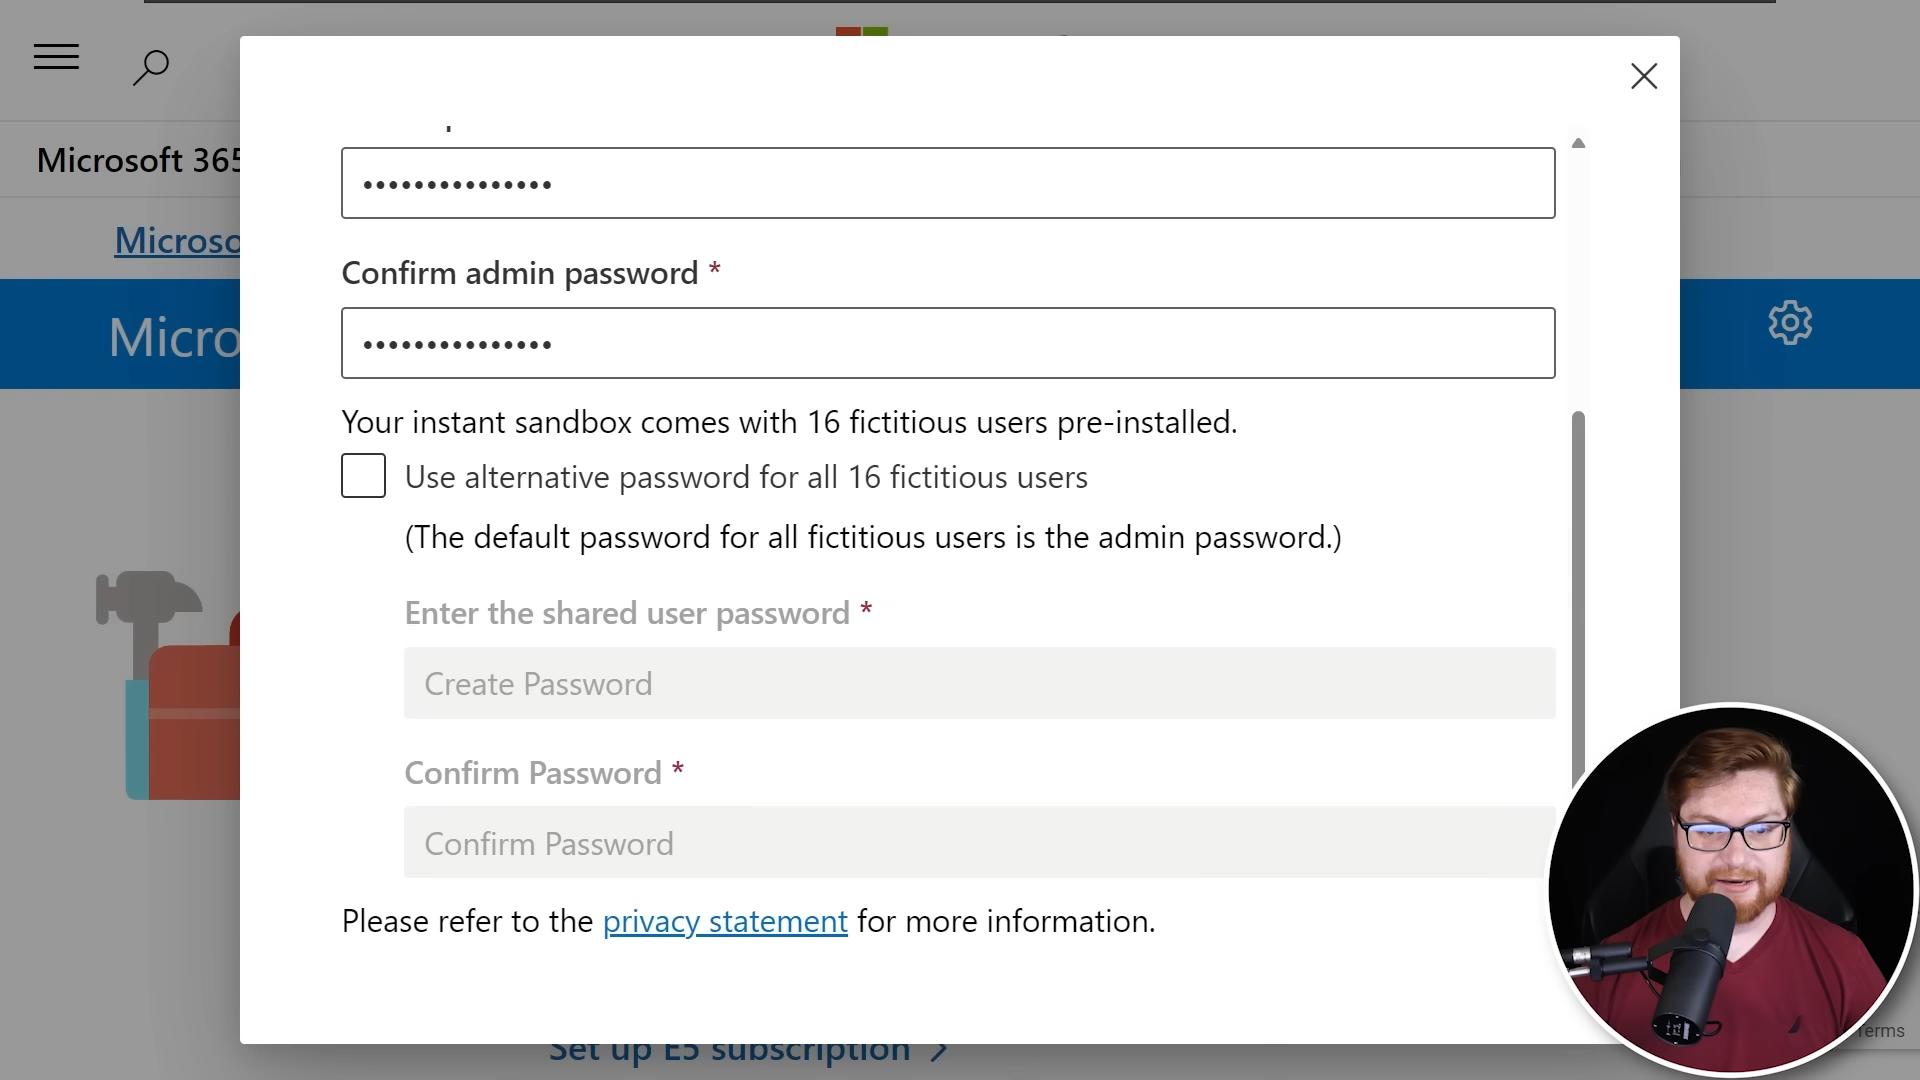 Microsoft 365
Microso
Micro
•••••••••••••••
Confirm admin password *
•••••••••••••••
Your instant sandbox comes with 16 fictitious users pre-installed.
Use alternative password for all 16 fictitious users
(The default password for all fictitious users is the admin password.)
Enter the shared user password *
Create Password
Confirm Password *
Confirm Password
Please refer to the privacy statement for more information.
Set up E5 subscription
Terms